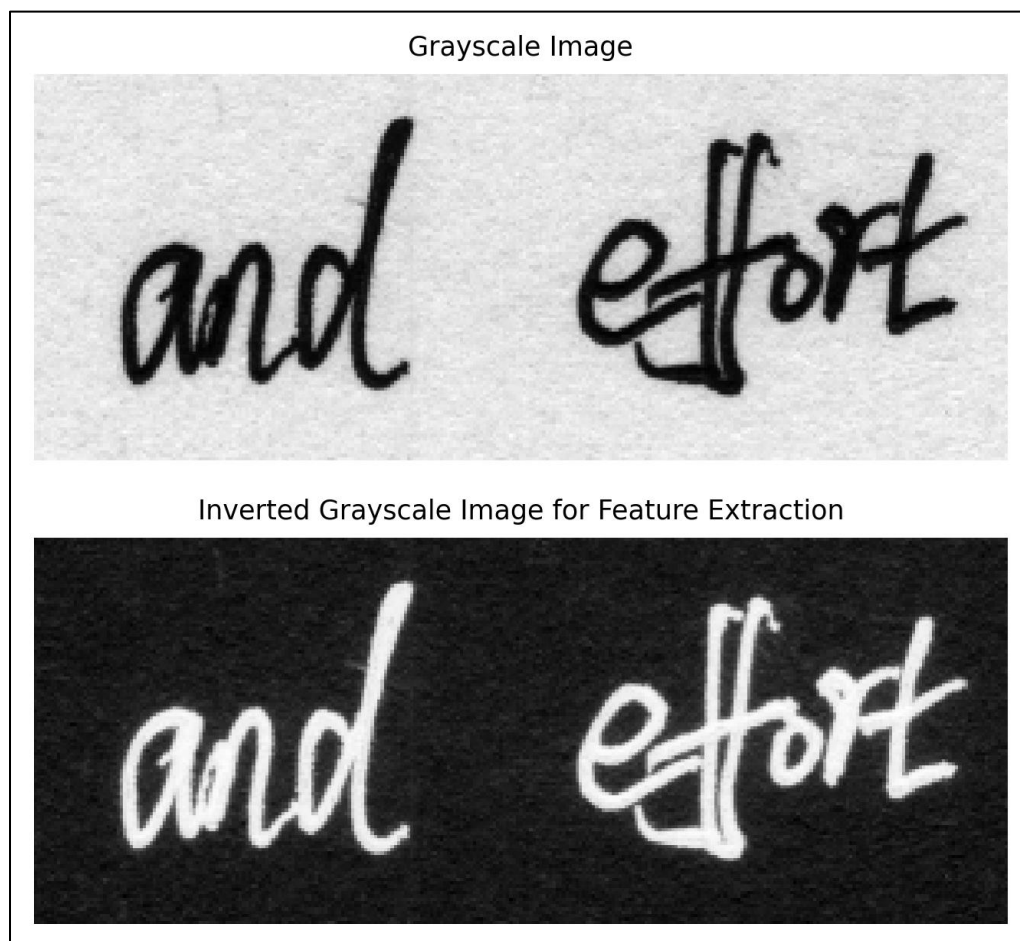 Grayscale Image
and effort
Inverted Grayscale Image for Feature Extraction
and effort